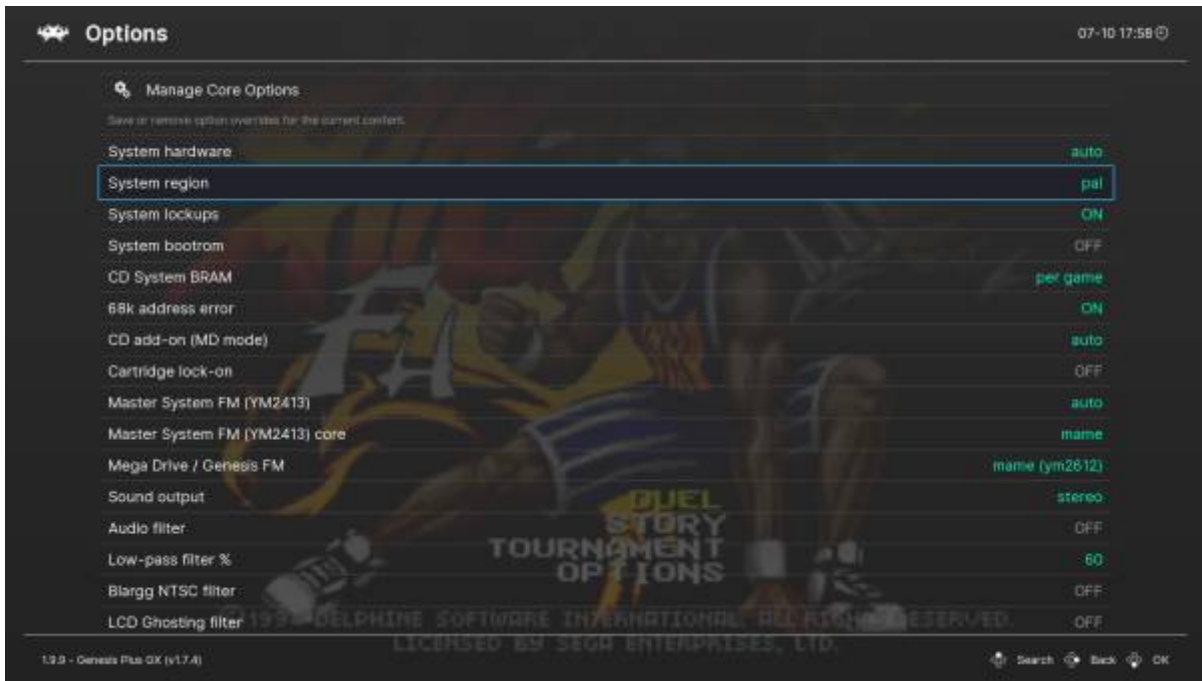 Options
07-10 17:58
Manage Core Options
Save or remove option overrides for the current content.
System hardware auto
System region pal
System lockups ON
System bootrom OFF
CD System BRAM per game
68k address error ON
CD add-on (MD mode) auto
Cartridge lock-on OFF
Master System FM (YM2413) auto
Master System FM (YM2413) core mame
Mega Drive / Genesis FM mame (ym2612)
Sound output stereo
DUEL
STORY
Audio filter OFF
TOURNAMENT
Low-pass filter % 60
OPTIONS
Blargg NTSC filter OFF
LCD Ghosting filter OFF
DELPHINE SOFTWARE INTERNATIONAL. ALL RIGHTS RESERVED.
LICENSED BY SEGA ENTERPRISES, LTD.
1.9.9 - Genesis Plus GX (v1.7.4)
Search Back OK